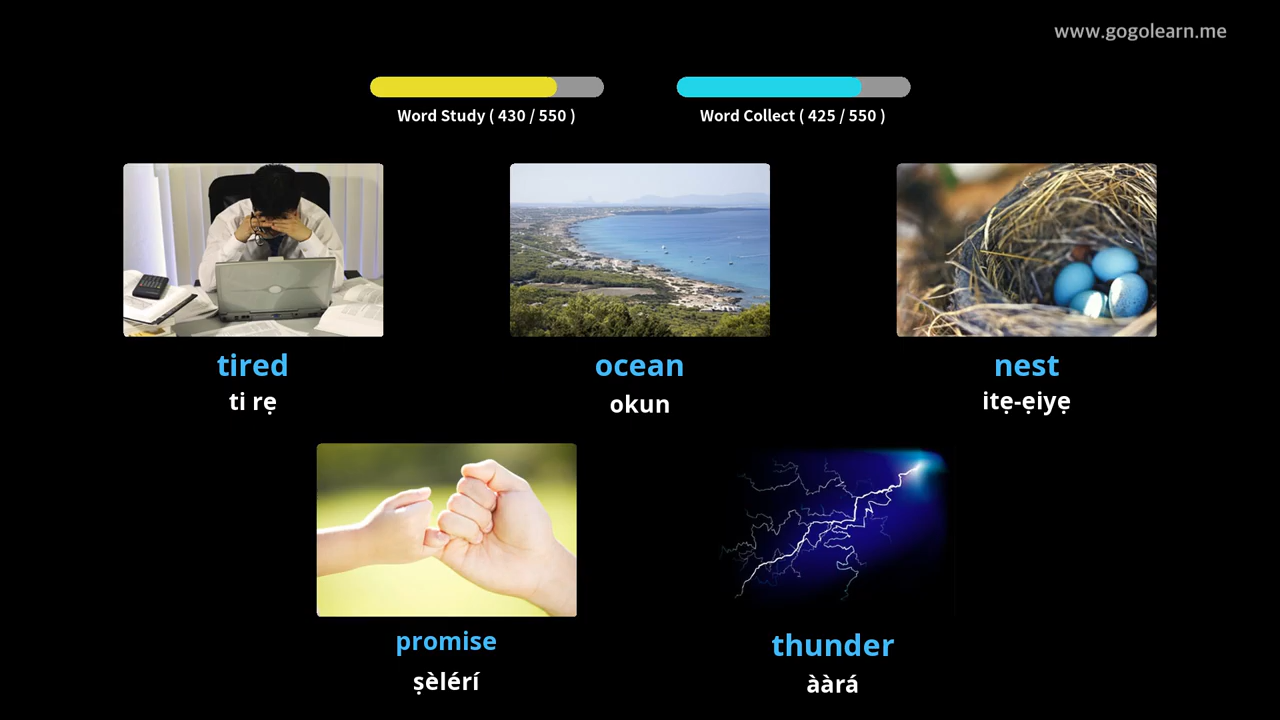 www.gogolearn.me
Word Study ( 430 / 550 )
Word Collect ( 425 / 550 )
tired
ti rẹ
ocean
okun
nest
itẹ-ẹiyẹ
promise
ṣèlérí
thunder
ààrá